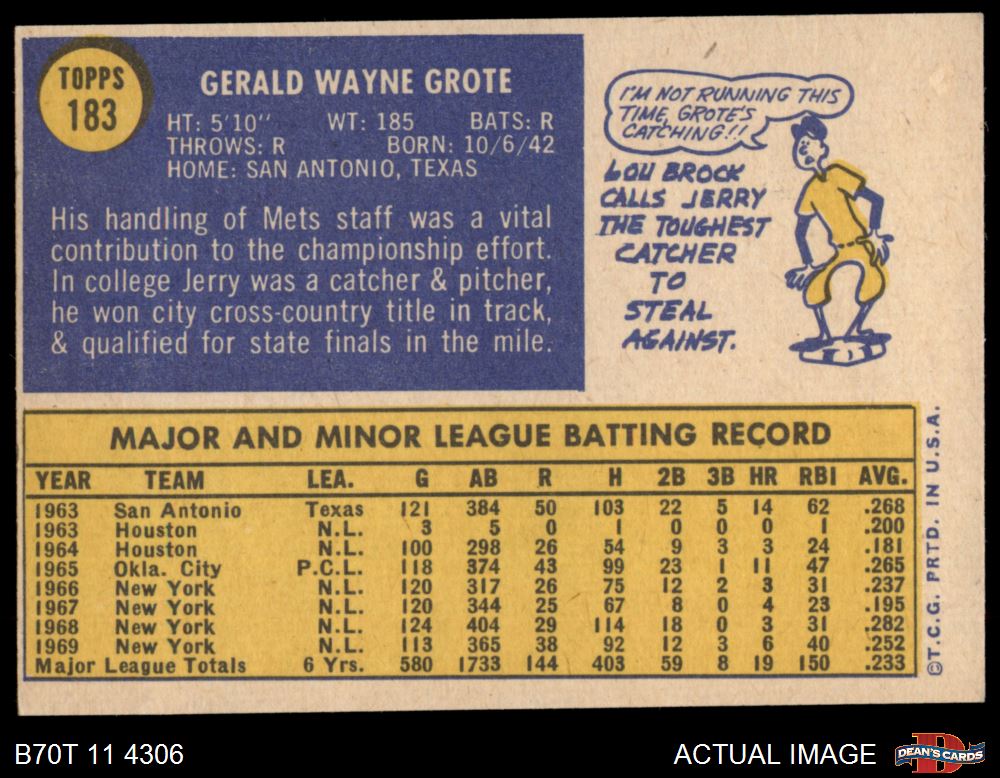 TOPPS
183
GERALD WAYNE GROTE
HT: 5'10" WT: 185 BATS: R
THROWS: R BORN: 10/6/42
HOME: SAN ANTONIO, TEXAS
His handling of Mets staff was a vital
contribution to the championship effort.
In college Jerry was a catcher & pitcher,
he won city cross-country title in track,
& qualified for state finals in the mile.
I'M NOT RUNNING THIS
TIME, GROTE'S
CATCHING!!
LOU BROCK
CALLS JERRY
THE TOUGHEST
CATCHER
TO
STEAL
AGAINST.
MAJOR AND MINOR LEAGUE BATTING RECORD
YEAR TEAM LEA. G AB R H 2B 3B HR RBI AVG.
1963 San Antonio Texas 121 384 50 103 22 5 14 62 .268
1963 Houston N.L. 3 5 0 1 0 0 0 1 .200
1964 Houston N.L. 100 298 26 54 9 3 3 24 .181
1965 Okla. City P.C.L. 118 374 43 99 23 1 11 47 .265
1966 New York N.L. 120 317 26 75 12 2 3 31 .237
1967 New York N.L. 120 344 25 67 8 0 4 23 .195
1968 New York N.L. 124 404 29 114 18 0 3 31 .282
1969 New York N.L. 113 365 38 92 12 3 6 40 .252
Major League Totals 6 Yrs. 580 1733 144 403 59 8 19 150 .233
©T.C.G. PRTD. IN U.S.A.
B70T 11 4306
ACTUAL IMAGE
D
DEAN'S CARDS